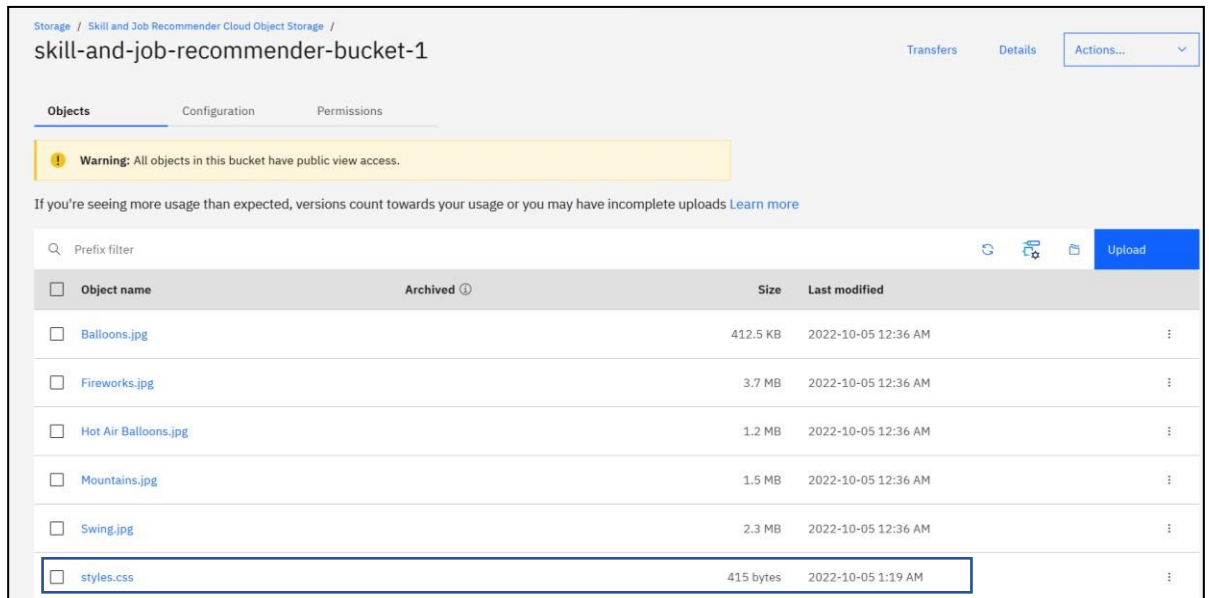 Storage / Skill and Job Recommender Cloud Object Storage /
skill-and-job-recommender-bucket-1
Transfers Details Actions...
Objects Configuration Permissions
Warning: All objects in this bucket have public view access.
If you're seeing more usage than expected, versions count towards your usage or you may have incomplete uploads Learn more
Prefix filter Upload
Object name Archived Size Last modified
Balloons.jpg 412.5 KB 2022-10-05 12:36 AM
Fireworks.jpg 3.7 MB 2022-10-05 12:36 AM
Hot Air Balloons.jpg 1.2 MB 2022-10-05 12:36 AM
Mountains.jpg 1.5 MB 2022-10-05 12:36 AM
Swing.jpg 2.3 MB 2022-10-05 12:36 AM
styles.css 415 bytes 2022-10-05 1:19 AM